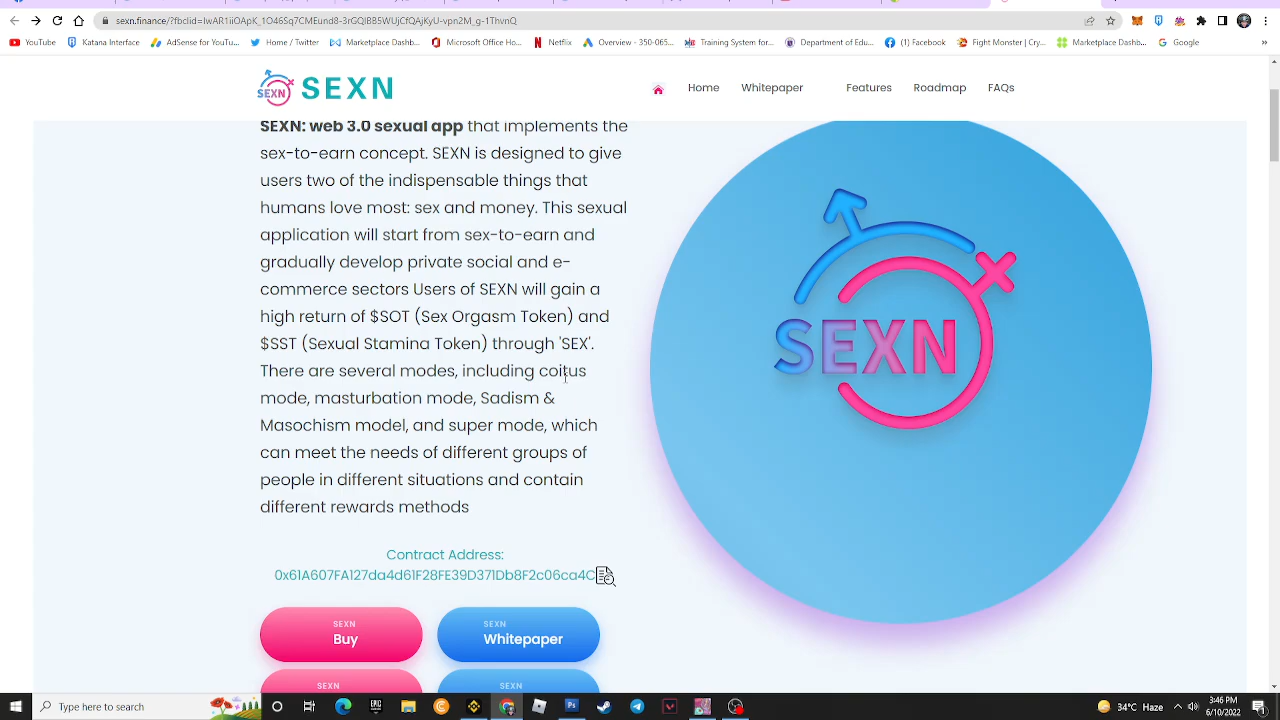 sexn.finance/?fbclid=IwAR1iiOApK_1O46Sq7CMEund8-3rGQIBB5WUjCfQAjKyU-vpn2M_g-1ThvnQ
YouTube Katana Interface AdSense for YouTu... Home / Twitter Marketplace Dashb... Microsoft Office Ho... Netflix Overview - 350-065... Training System for... Department of Edu... (1) Facebook Fight Monster | Cry... Marketplace Dashb... Google »
SEXN SEXN Home Whitepaper Features Roadmap FAQs
SEXN: web 3.0 sexual app that implements the
sex-to-earn concept. SEXN is designed to give
users two of the indispensable things that
humans love most: sex and money. This sexual
application will start from sex-to-earn and
gradually develop private social and e-
commerce sectors Users of SEXN will gain a
high return of $SOT (Sex Orgasm Token) and
$SST (Sexual Stamina Token) through 'SEX'.
There are several modes, including coitus
mode, masturbation mode, Sadism &
Masochism model, and super mode, which
can meet the needs of different groups of
people in different situations and contain
different rewards methods
SEXN
Contract Address:
0x61A607FA127da4d61F28FE39D371Db8F2c06ca4C
SEXN
Buy
SEXN
Whitepaper
SEXN
SEXN
Type here to search
EPIC
Ps
34°C Haze
3:46 PM
6/10/2022